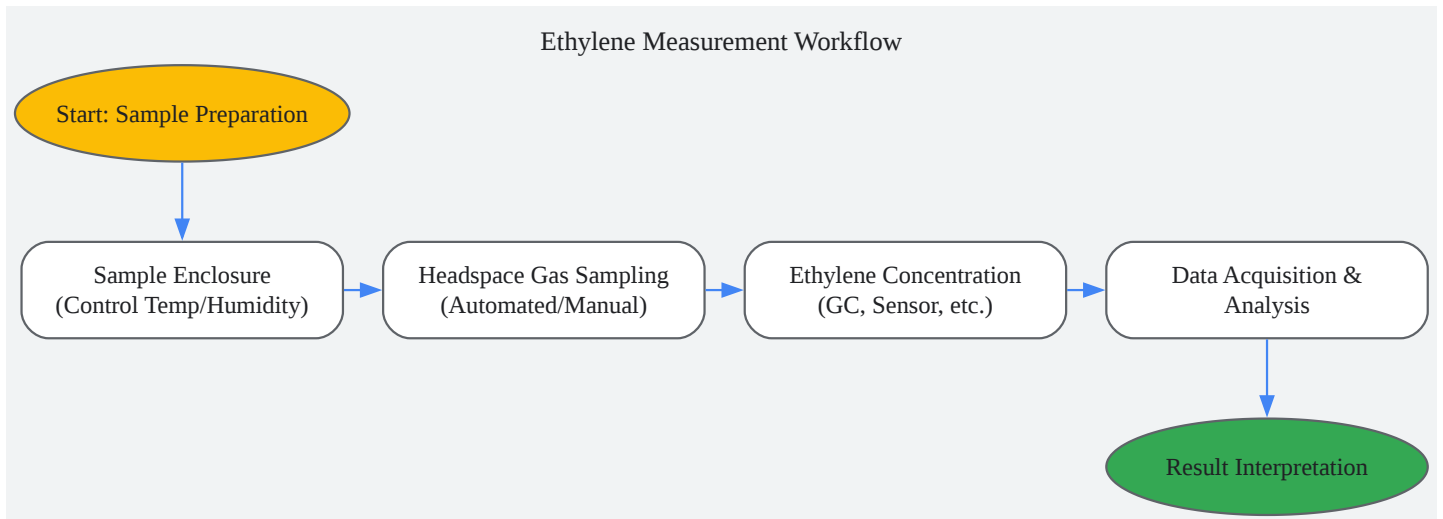 Ethylene Measurement Workflow
Start: Sample Preparation
Sample Enclosure
(Control Temp/Humidity)
Headspace Gas Sampling
(Automated/Manual)
Ethylene Concentration
(GC, Sensor, etc.)
Data Acquisition &
Analysis
Result Interpretation